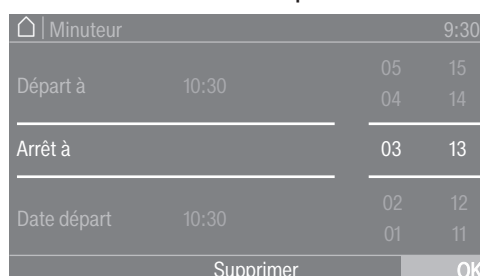 Minuteur 9:30
05 15
Départ à 10:30
04 14
Arrêt à 03 13
02 12
Date départ 10:30
01 11
Supprimer OK